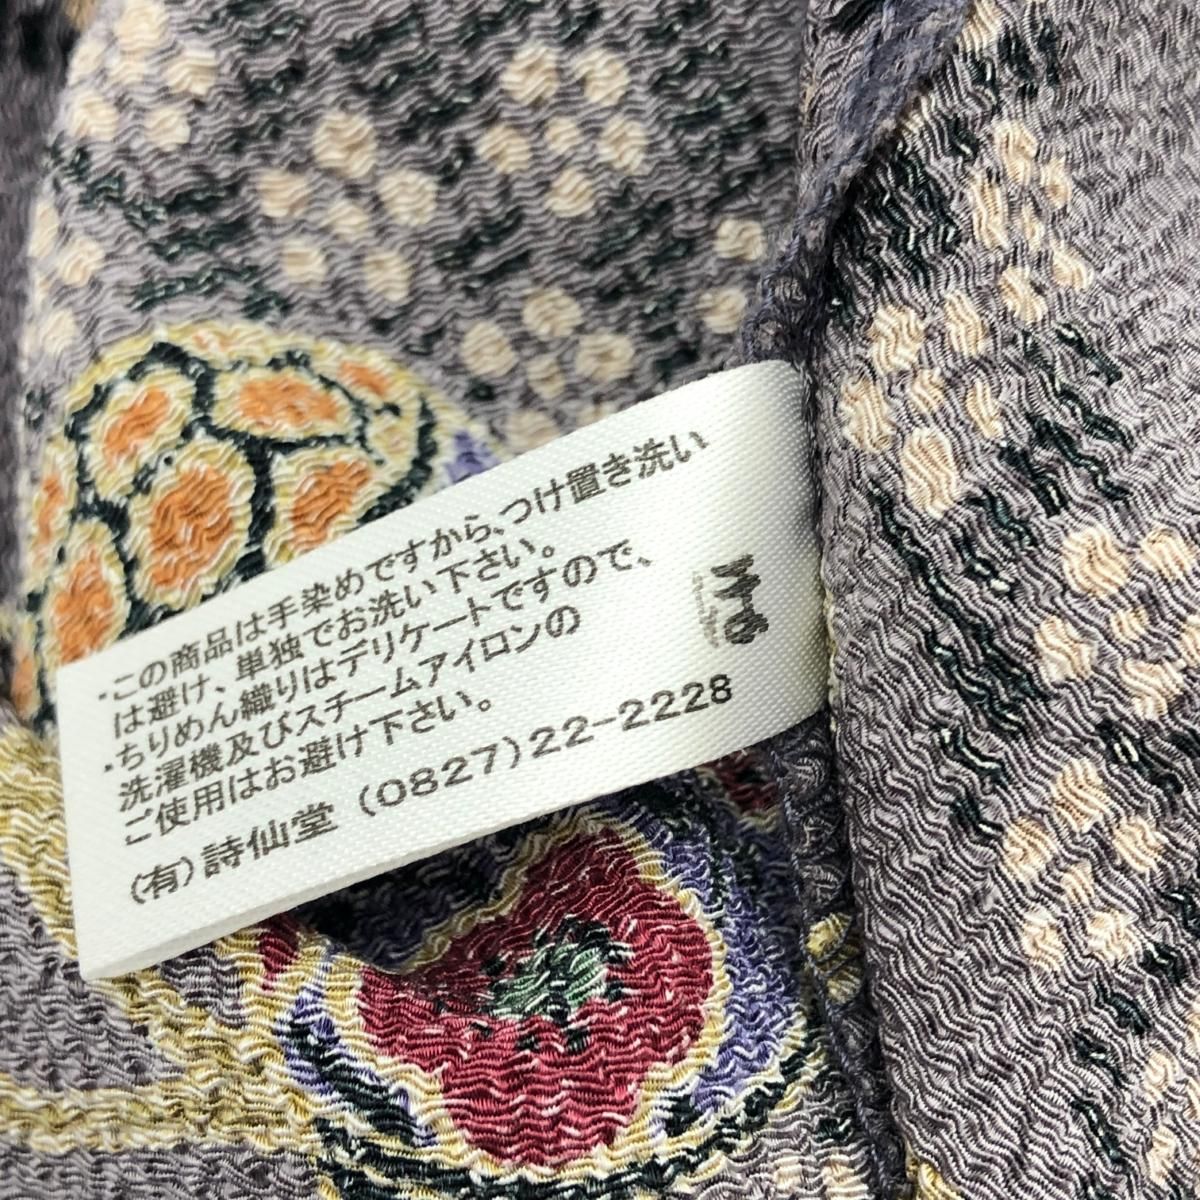 ・この商品は手染めですから、つけ置き洗い
は避け、単独でお洗い下さい。
・ちりめん織りはデリケートですので、
洗濯機及びスチームアイロンの
ご使用はお避け下さい。
(有)詩仙堂 (0827)22-2228